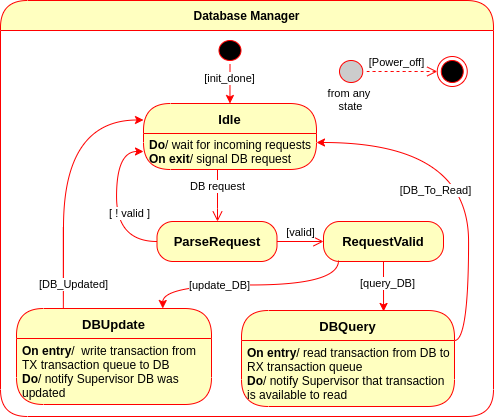 Database Manager
[init_done]
[Power_off]
from any
state
Idle
Do/ wait for incoming requests
On exit/ signal DB request
DB request
[DB_To_Read]
[ ! valid ]
ParseRequest
[valid]
RequestValid
[DB_Updated]
[update_DB]
[query_DB]
DBUpdate
On entry/  write transaction from
TX transaction queue to DB
Do/ notify Supervisor DB was
updated
DBQuery
On entry/ read transaction from DB to
RX transaction queue
Do/ notify Supervisor that transaction
is available to read